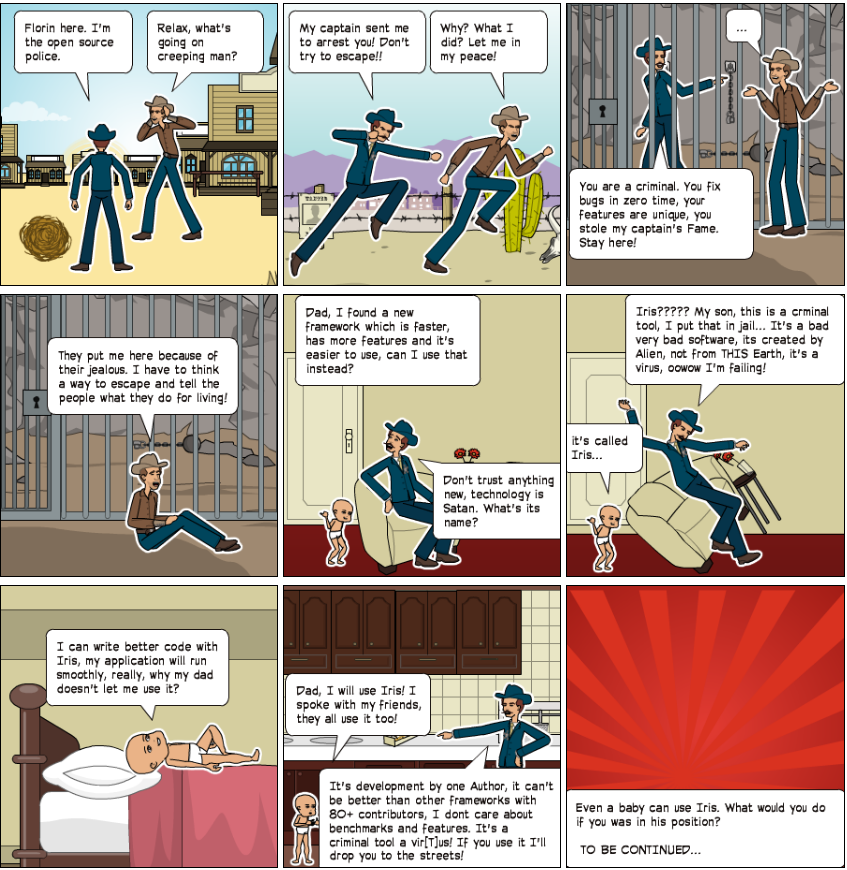 Florin here. I'm
the open source
police.
Relax, what's
going on
creeping man?
My captain sent me
to arrest you! Don't
try to escape!!
Why? What I
did? Let me in
my peace!
...
You are a criminal. You fix
bugs in zero time, your
features are unique, you
stole my captain's Fame.
Stay here!
They put me here because of
their jealous. I have to think
a way to escape and tell the
people what they do for living!
Dad, I found a new
framework which is faster,
has more features and it's
easier to use, can I use that
instead?
Don't trust anything
new, technology is
Satan. What's its
name?
Iris????? My son, this is a crminal
tool, I put that in jail... It's a bad
very bad software, its created by
Alien, not from THIS Earth, it's a
virus, oowow I'm failing!
it's called
Iris...
I can write better code with
Iris, my application will run
smoothly, really, why my dad
doesn't let me use it?
Dad, I will use Iris! I
spoke with my friends,
they all use it too!
It's development by one Author, it can't
be better than other frameworks with
80+ contributors, I dont care about
benchmarks and features. It's a
criminal tool a vir[T]us! If you use it I'll
drop you to the streets!
Even a baby can use Iris. What would you do
if you was in his position?
TO BE CONTINUED...